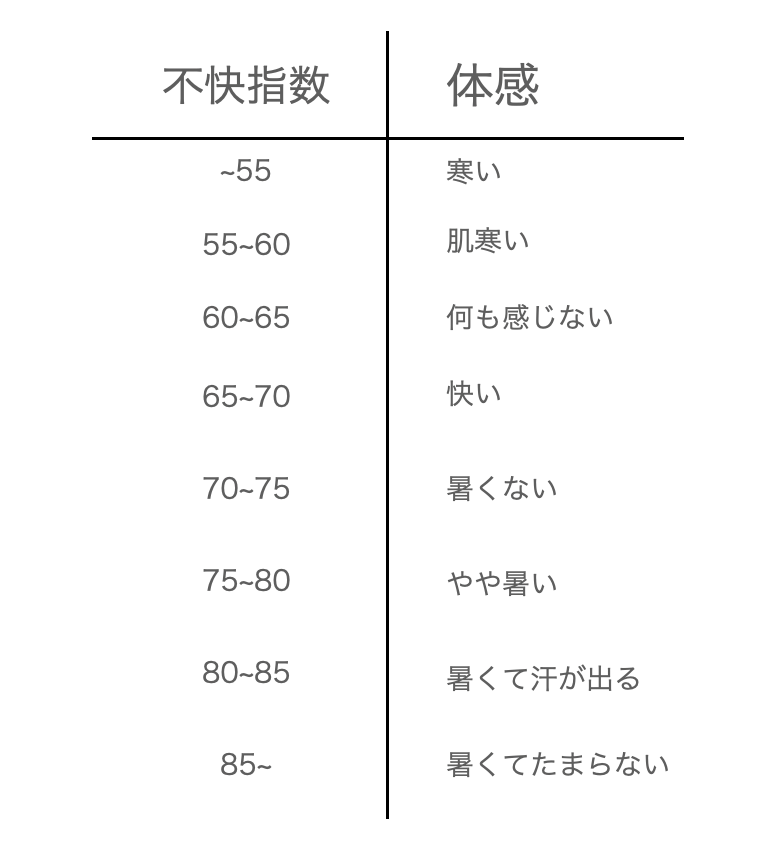 不快指数 体感
~55 寒い
55~60 肌寒い
60~65 何も感じない
65~70 快い
70~75 暑くない
75~80 やや暑い
80~85 暑くて汗が出る
85~ 暑くてたまらない